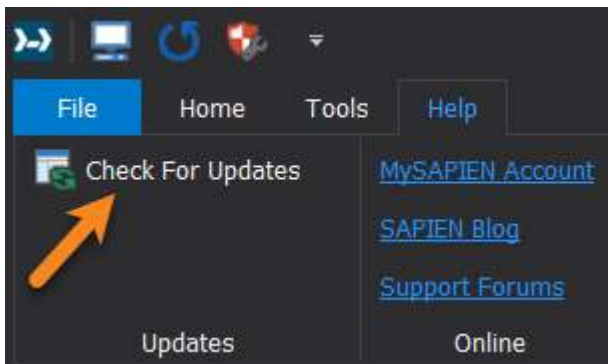 File Home Tools Help
Check For Updates
MySAPIEN Account
SAPIEN Blog
Support Forums
Updates
Online